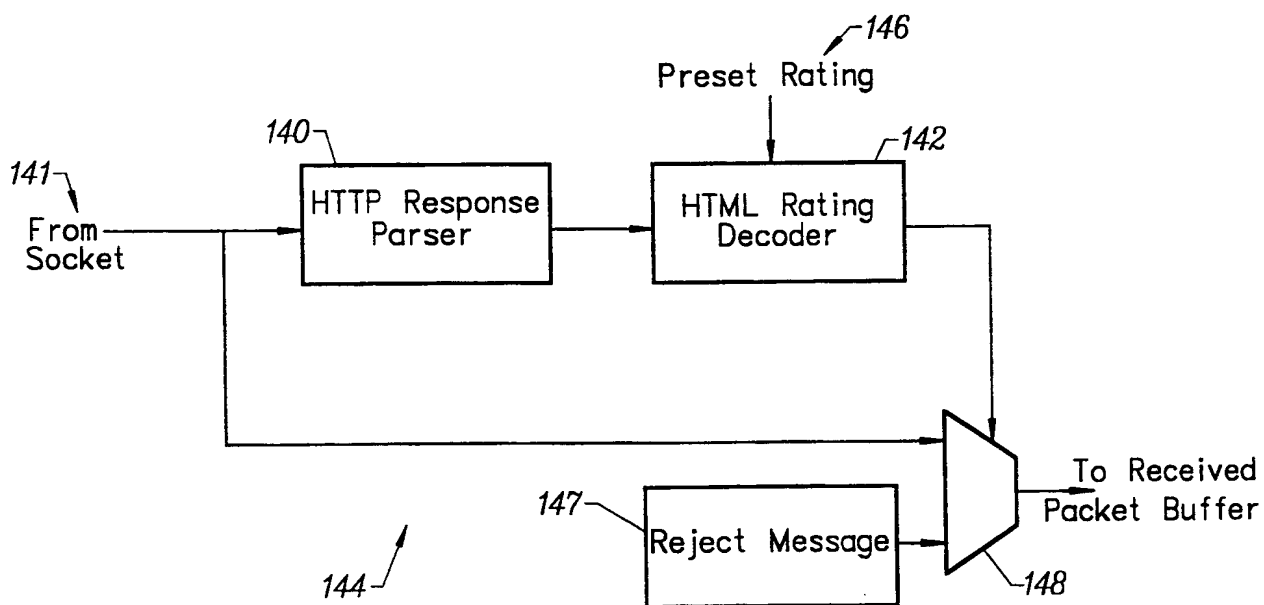 146
Preset Rating
140
142
141
HTTP Response
Parser
HTML Rating
Decoder
From
Socket
To Received
Packet Buffer
147
Reject Message
144
148